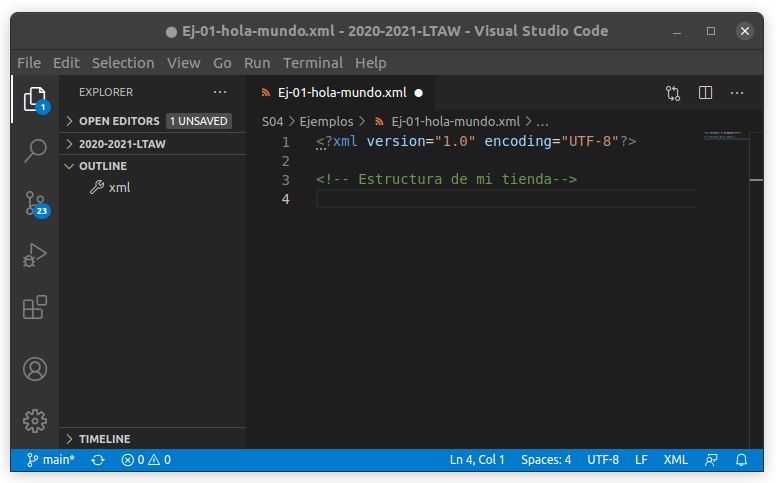 ● Ej-01-hola-mundo.xml - 2020-2021-LTAW - Visual Studio Code
File Edit Selection View Go Run Terminal Help
EXPLORER ···
Ej-01-hola-mundo.xml ●
1
OPEN EDITORS 1 UNSAVED
S04 > Ejemplos > Ej-01-hola-mundo.xml > ...
2020-2021-LTAW
OUTLINE
xml
23
1 <?xml version="1.0" encoding="UTF-8"?>
2
3 <!-- Estructura de mi tienda-->
4
TIMELINE
main* 0 0 Ln 4, Col 1 Spaces: 4 UTF-8 LF XML